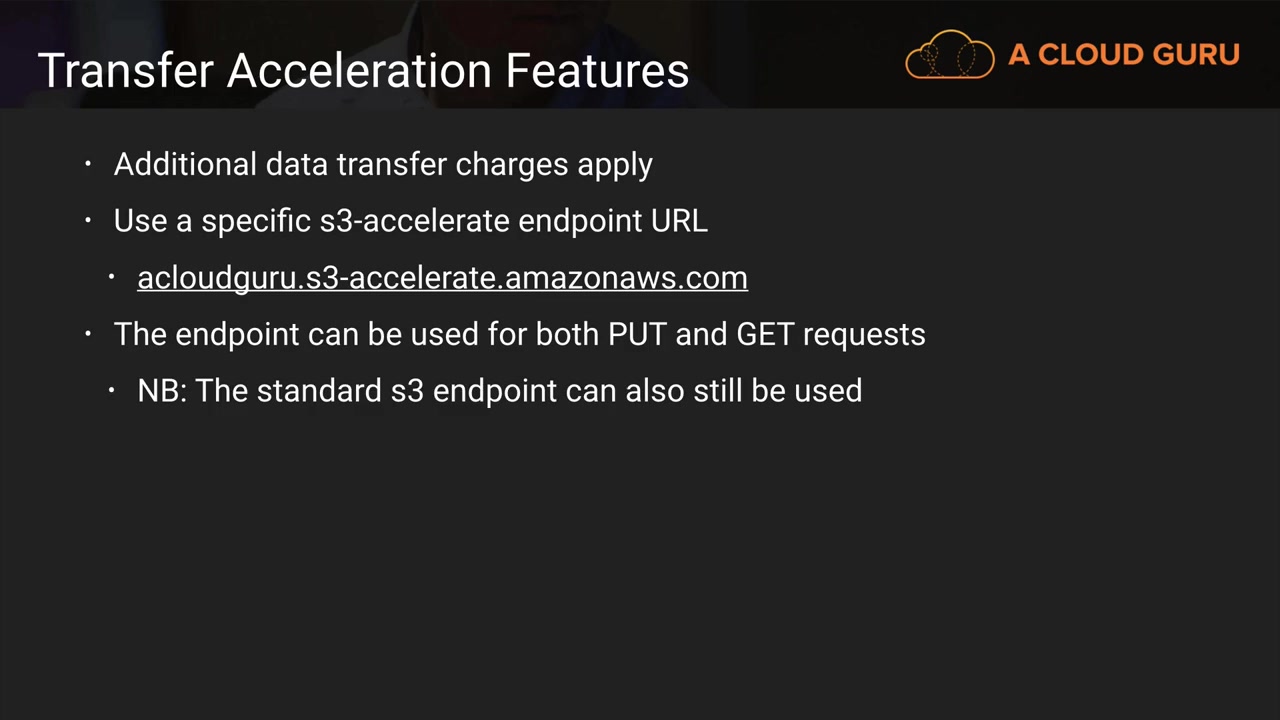 Transfer Acceleration Features
A CLOUD GURU
• Additional data transfer charges apply
• Use a specific s3-accelerate endpoint URL
• acloudguru.s3-accelerate.amazonaws.com
• The endpoint can be used for both PUT and GET requests
• NB: The standard s3 endpoint can also still be used